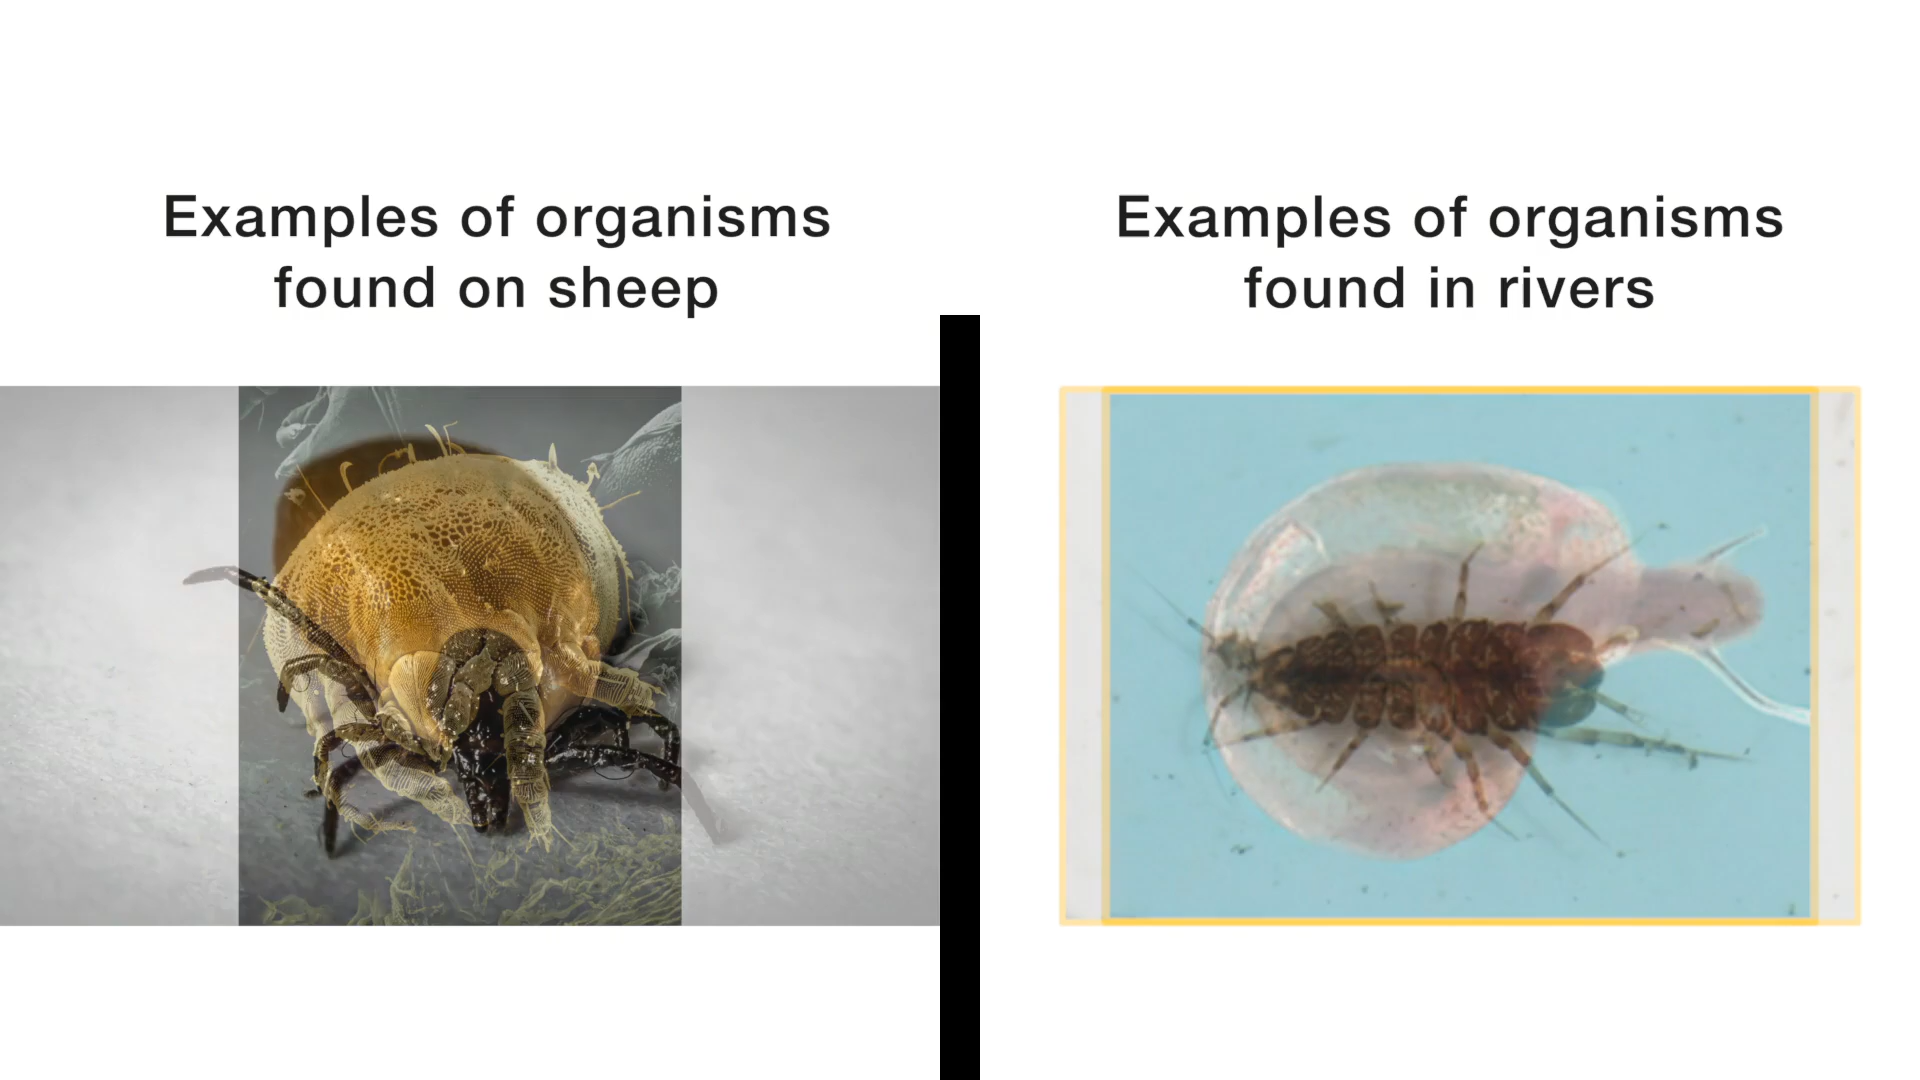 Examples of organisms
found on sheep
Examples of organisms
found in rivers